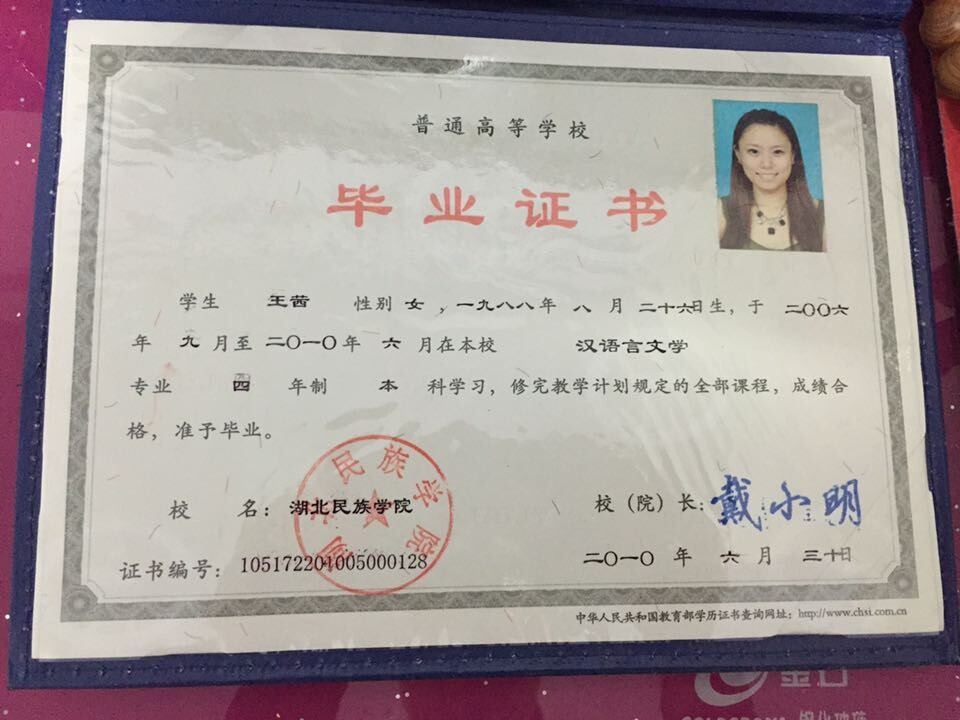 普通高等学校
毕业证书
学生 王茜 性别 女 ,一九八八年 八 月 二十六日生，于 二〇〇六
年 九 月至 二〇一〇年 六 月在本校 汉语言文学
专业 四 年制 本 科学习，修完教学计划规定的全部课程，成绩合
格，准予毕业。
民族学院
校 名：湖北民族学院
校（院）长：戴小明
证书编号：105172201005000128
二〇一〇 年 六 月 三十日
中华人民共和国教育部学历证书查询网址：http://www.chsi.com.cn